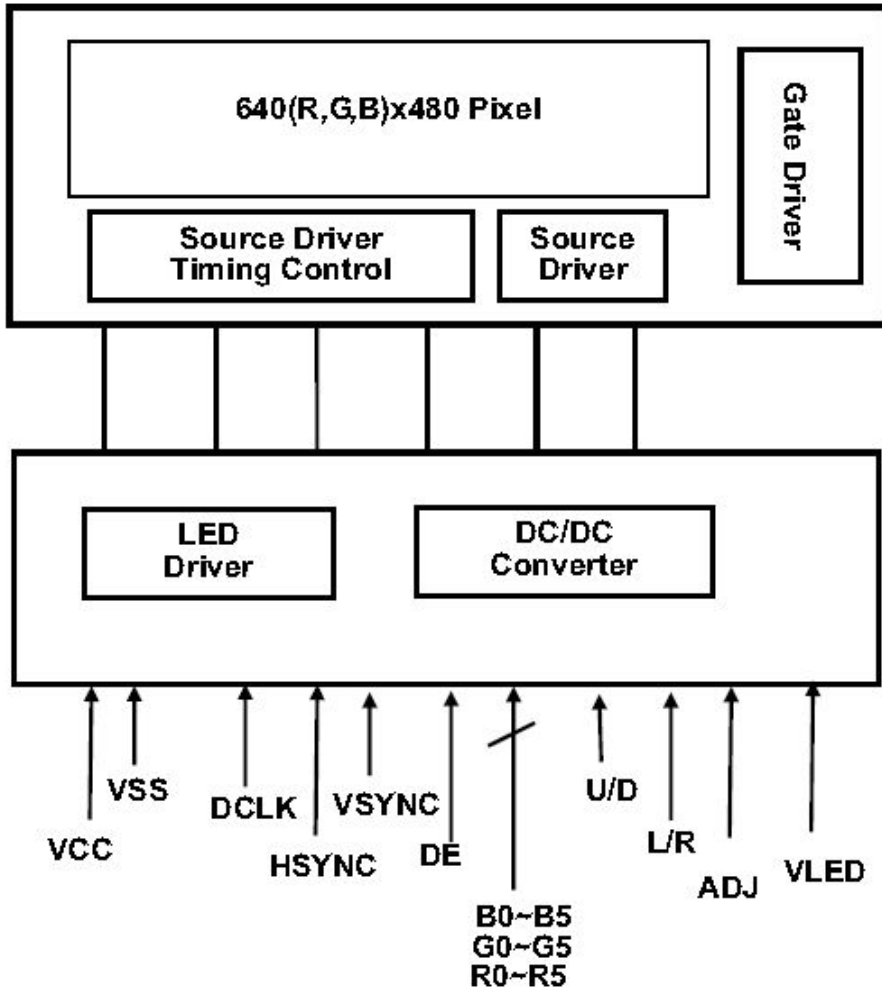 640(R,G,B)x480 Pixel
Gate Driver
Source Driver
Timing Control
Source
Driver
LED
Driver
DC/DC
Converter
VCC
VSS
DCLK
HSYNC
VSYNC
DE
B0~B5
G0~G5
R0~R5
U/D
L/R
ADJ
VLED